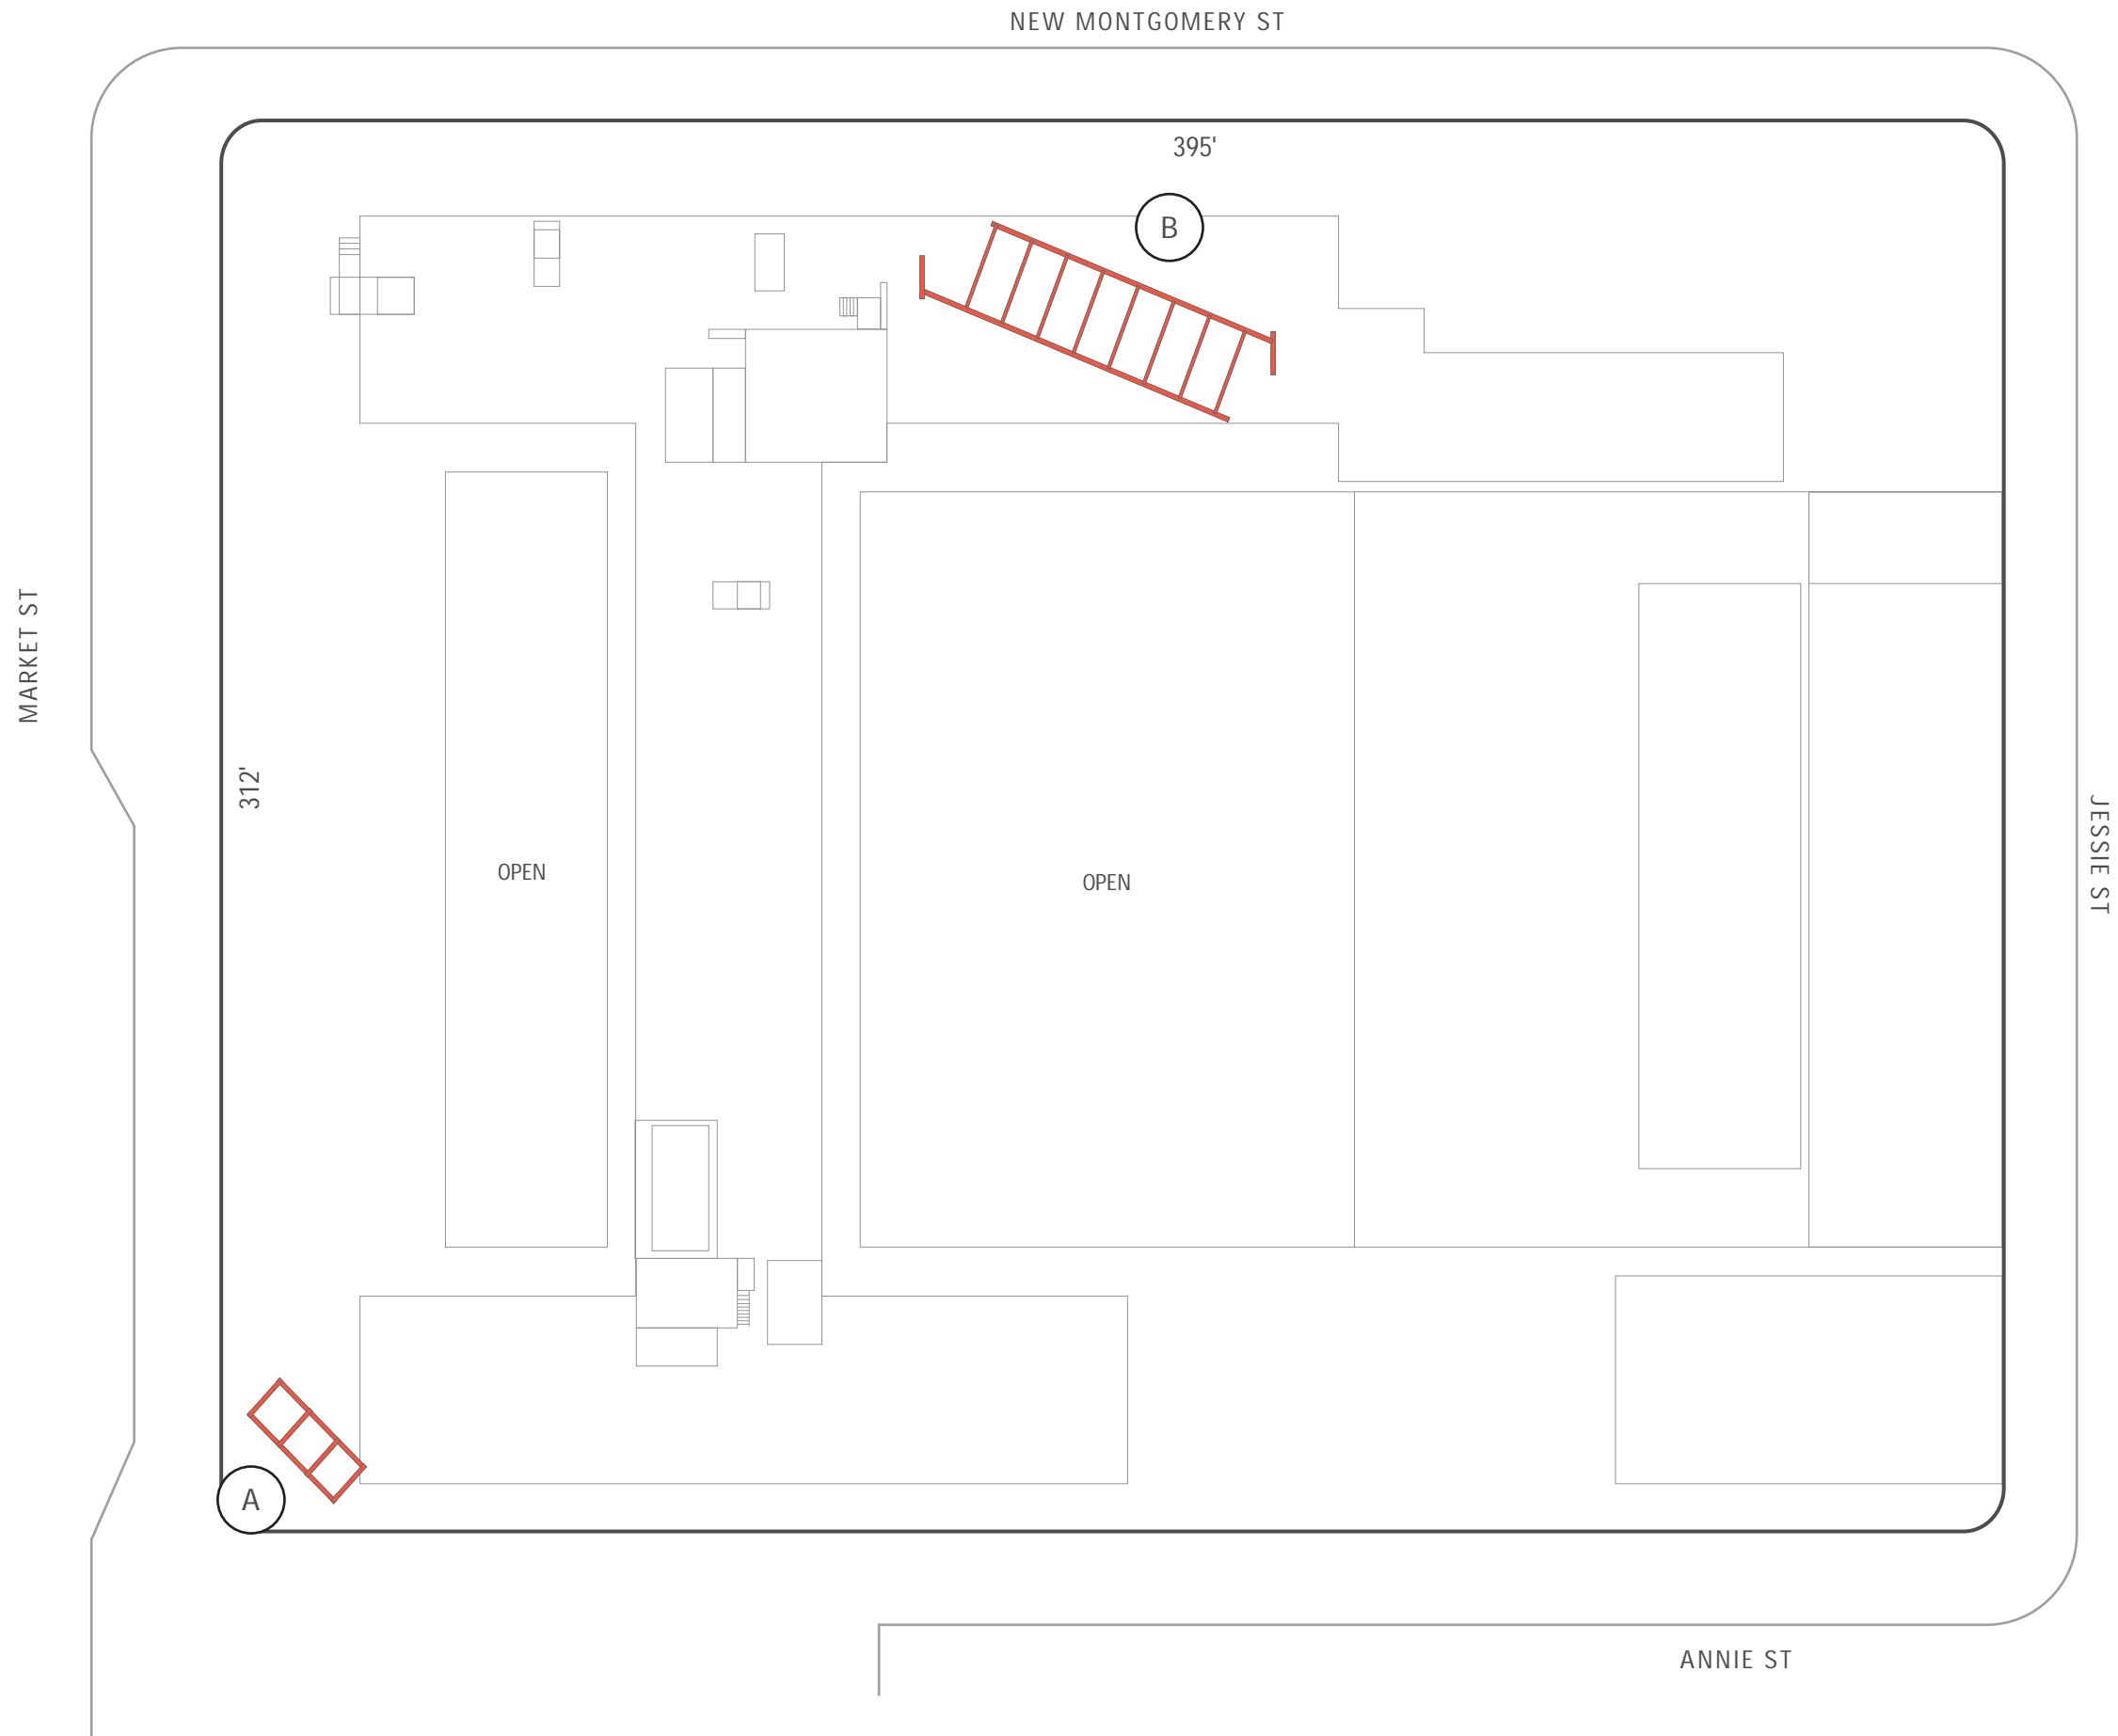 NEW MONTGOMERY ST
395'
B
MARKET ST
312'
JESSIE ST
OPEN
OPEN
A
ANNIE ST